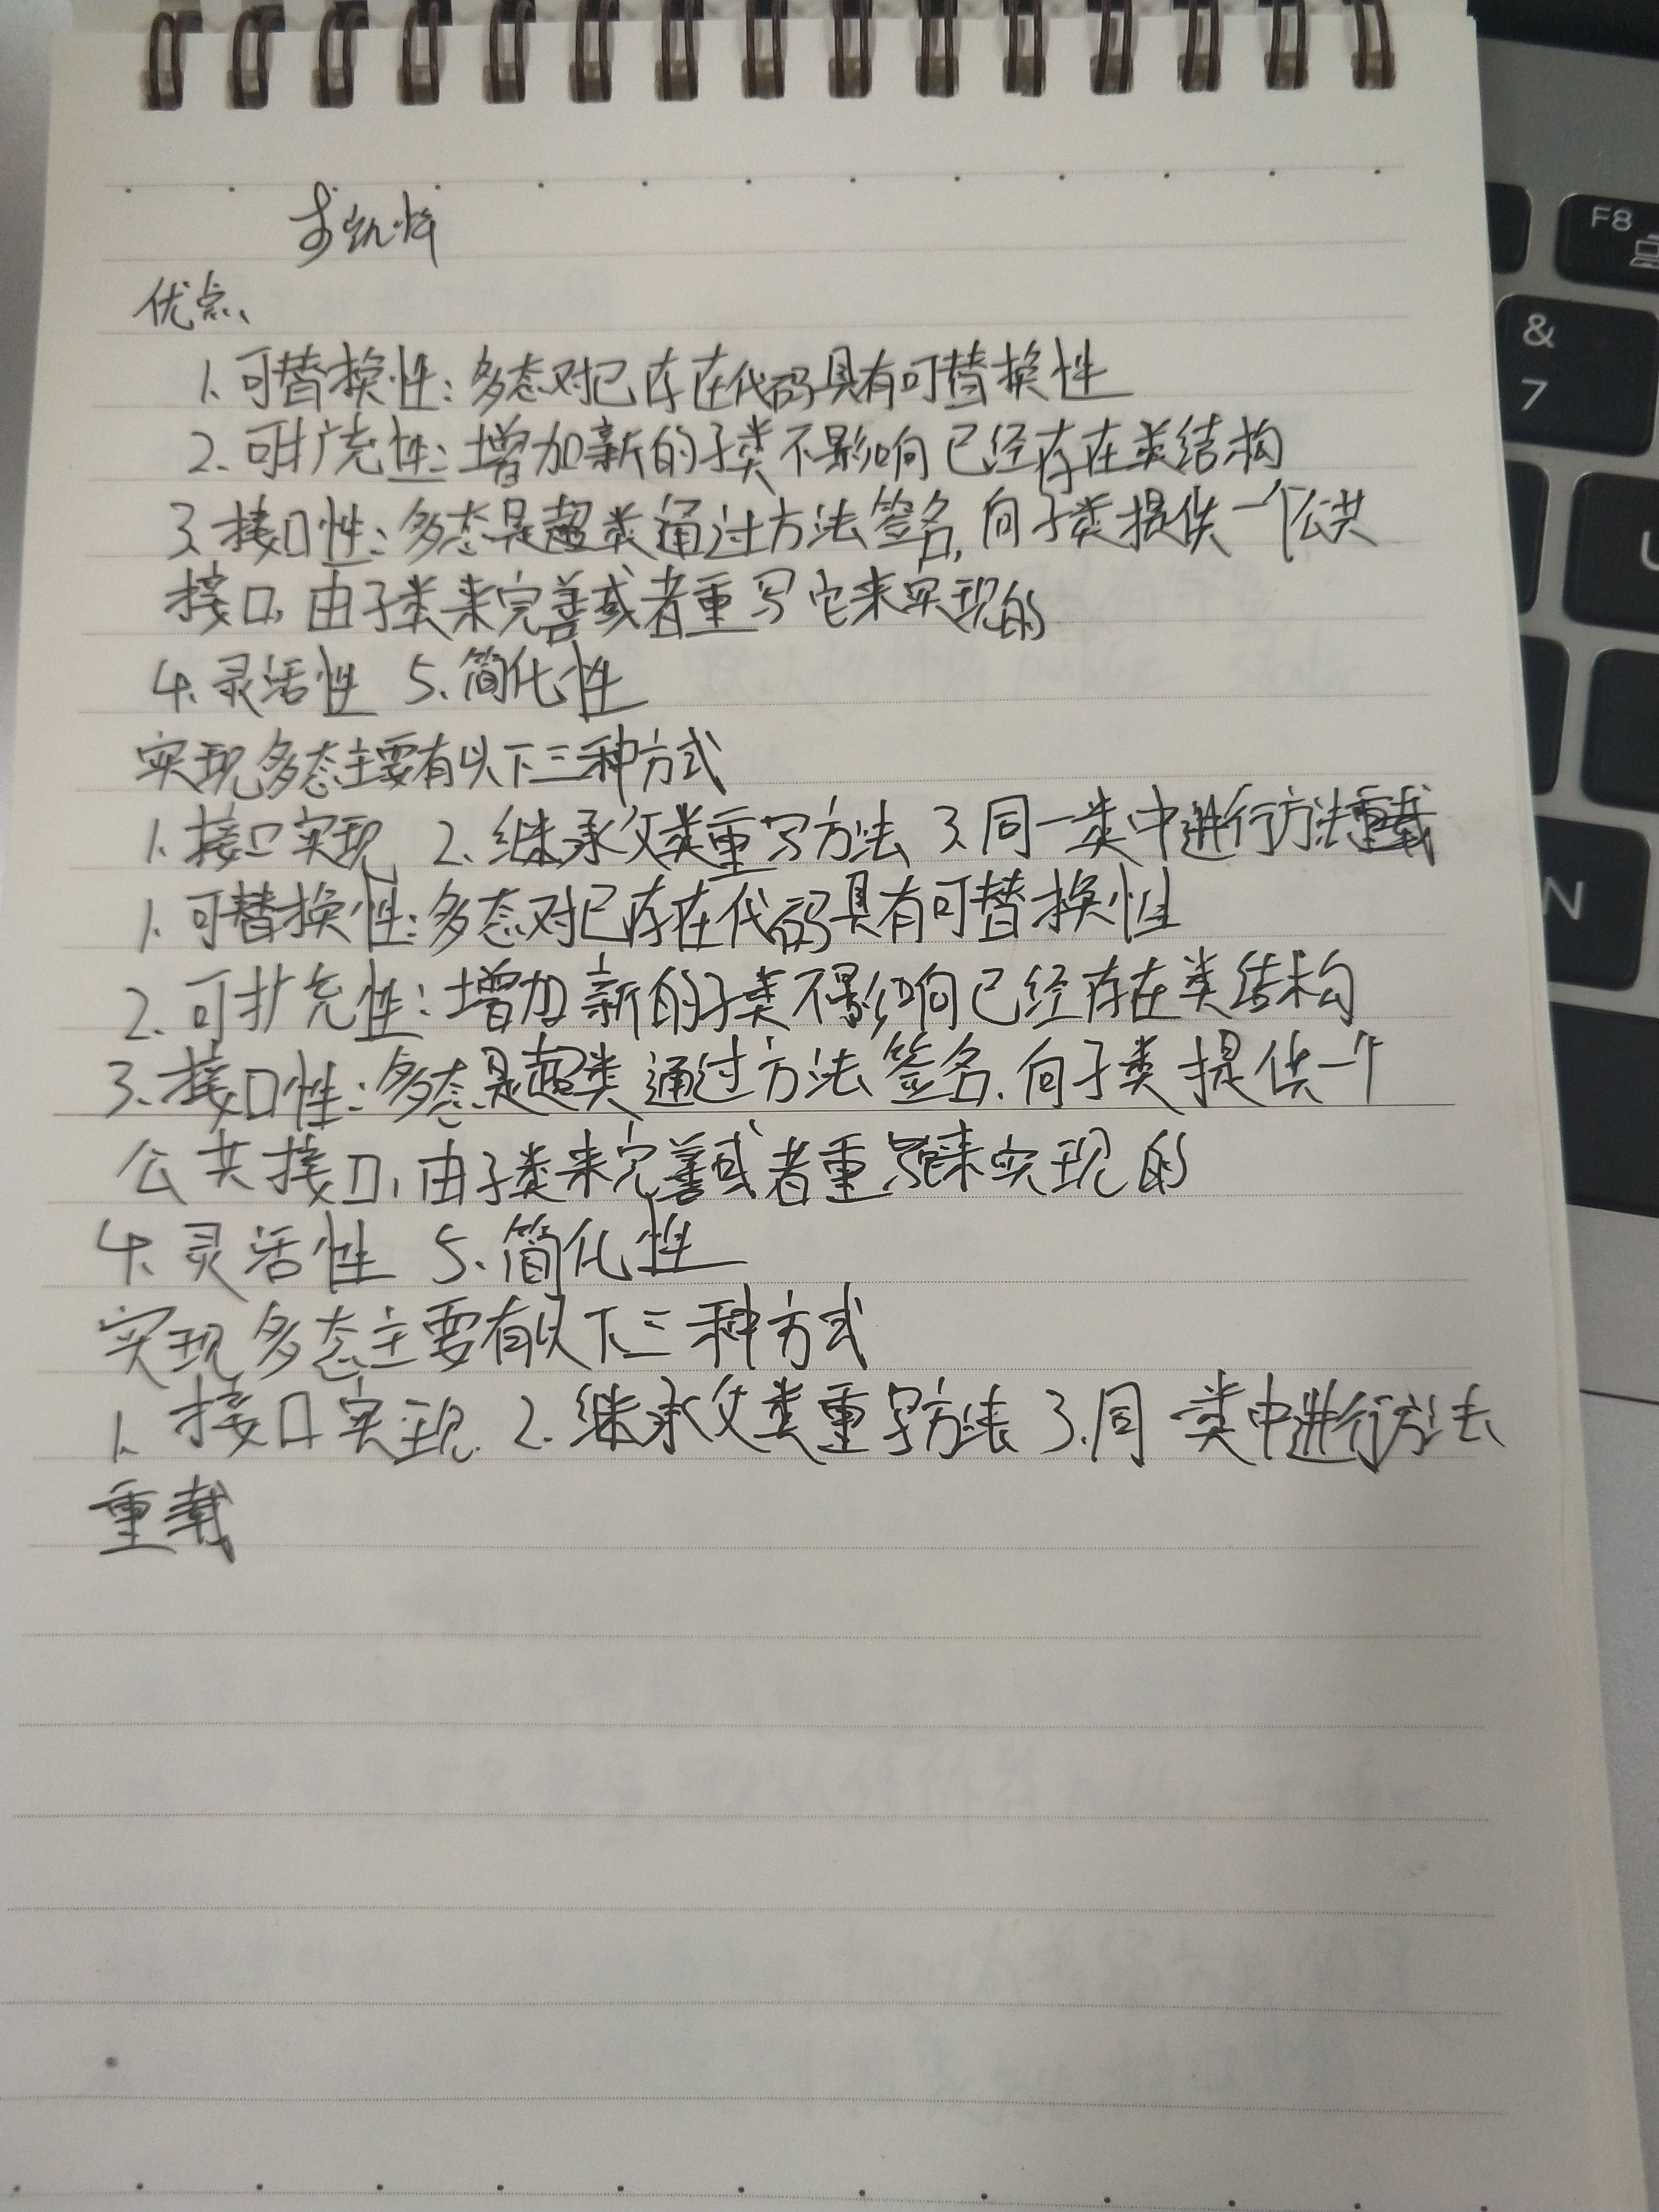 优点、
1. 可替换性：多态对已存在代码具有可替换性
2. 可扩充性：增加新的子类不影响已经存在类结构
3. 接口性：多态是超类通过方法签名，向子类提供一个公共
接口，由子类来完善或者重写它来实现的
4. 灵活性 5. 简化性
实现多态主要有以下三种方式
1. 接口实现 2. 继承父类重写方法 3. 同一类中进行方法重载
1. 可替换性：多态对已存在代码具有可替换性
2. 可扩充性：增加新的子类不影响已经存在类结构
3. 接口性：多态是超类通过方法签名. 向子类提供一个
公共接口，由子类来完善或者重写它来实现的
4. 灵活性 5. 简化性
实现多态主要有以下三种方式
1. 接口实现. 2. 继承父类重写方法 3. 同一类中进行方法
重载
F8
&
7
U
N